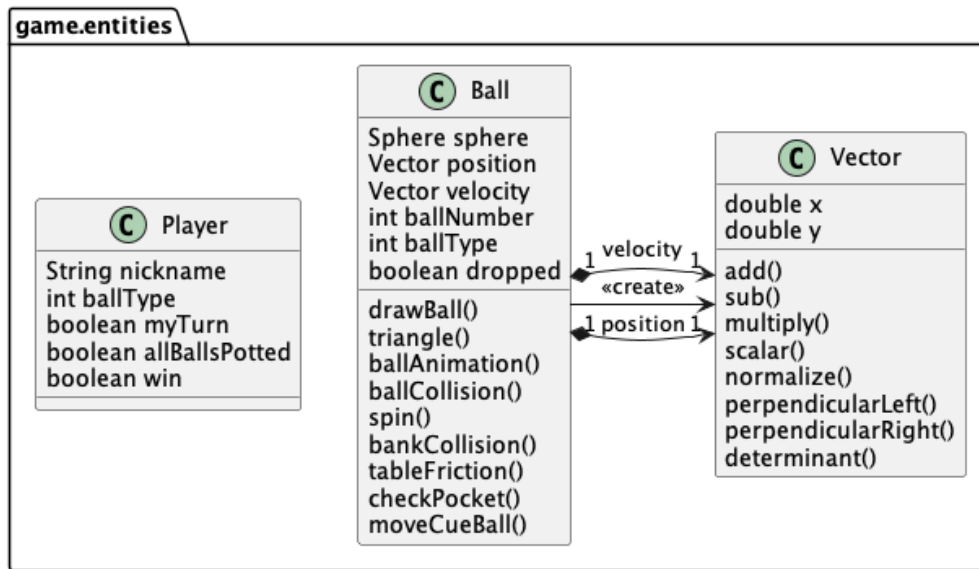 game.entities
C Player
String nickname
int ballType
boolean myTurn
boolean allBallsPotted
boolean win
C Ball
Sphere sphere
Vector position
Vector velocity
int ballNumber
int ballType
boolean dropped
drawBall()
triangle()
ballAnimation()
ballCollision()
spin()
bankCollision()
tableFriction()
checkPocket()
moveCueBall()
1 velocity 1
«create»
1 position 1
C Vector
double x
double y
add()
sub()
multiply()
scalar()
normalize()
perpendicularLeft()
perpendicularRight()
determinant()